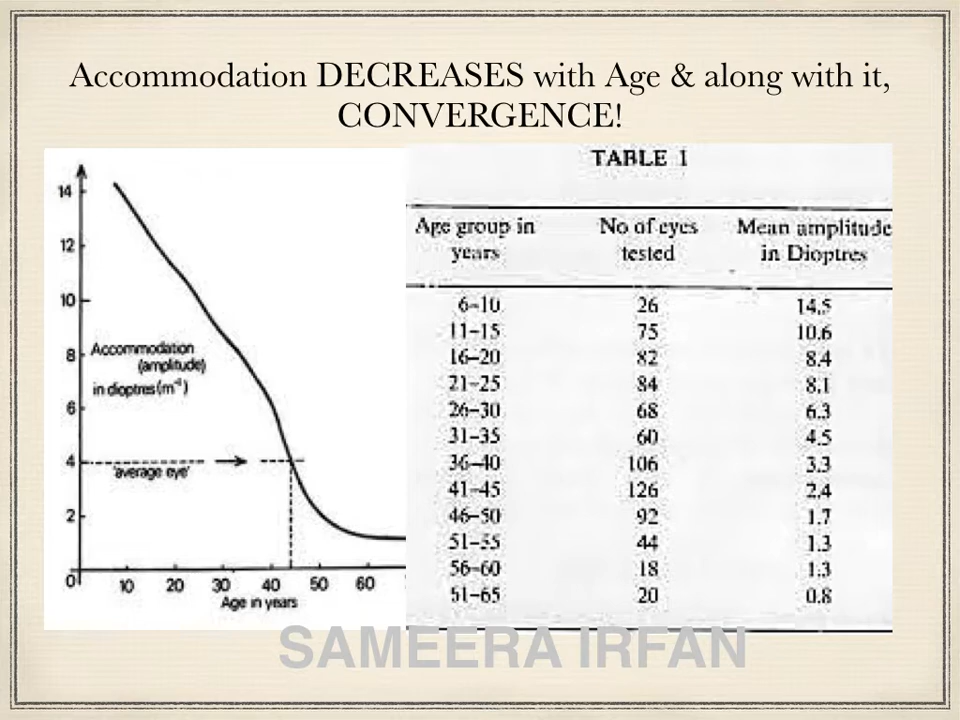 Accommodation DECREASES with Age & along with it,
CONVERGENCE!
14
12
10
8
6
4
2
0
Accommodation
(amplitude)
in dioptres (m⁻¹)
'average eye'
10 20 30 40 50 60
Age in years
TABLE 1
Age group in years No of eyes tested Mean amplitude in Dioptres
6–10 26 14.5
11–15 75 10.6
16–20 82 8.4
21–25 84 8.1
26–30 68 6.3
31–35 60 4.5
36–40 106 3.3
41–45 126 2.4
46–50 92 1.7
51–55 44 1.3
56–60 18 1.3
51–65 20 0.8
SAMEERA IRFAN